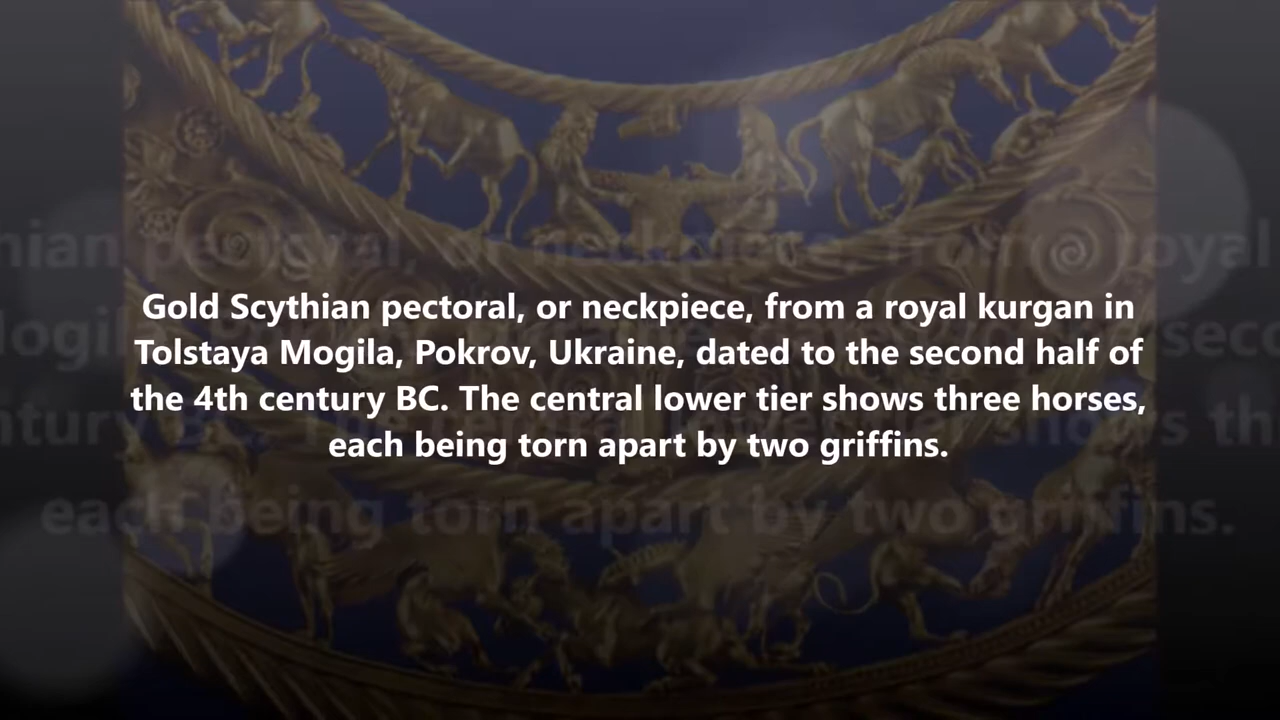 Gold Scythian pectoral, or neckpiece, from a royal kurgan in
Tolstaya Mogila, Pokrov, Ukraine, dated to the second half of
the 4th century BC. The central lower tier shows three horses,
each being torn apart by two griffins.